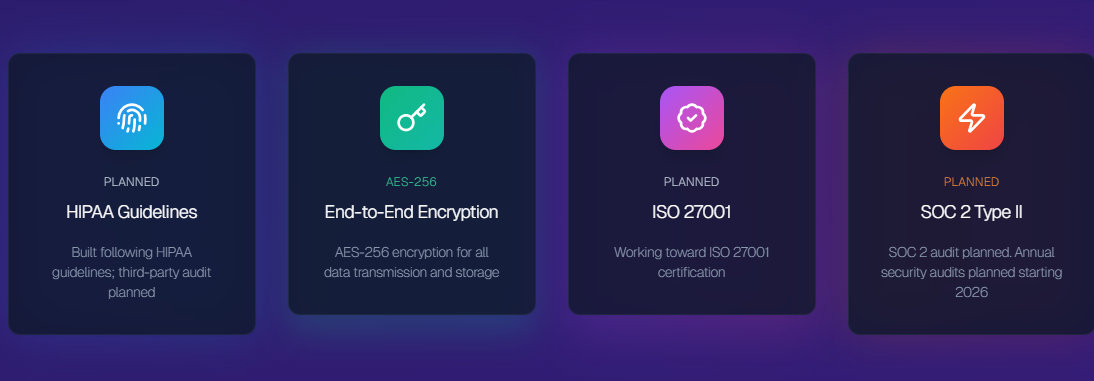 PLANNED
HIPAA Guidelines
Built following HIPAA
guidelines; third-party audit
planned
AES-256
End-to-End Encryption
AES-256 encryption for all
data transmission and storage
PLANNED
ISO 27001
Working toward ISO 27001
certification
PLANNED
SOC 2 Type II
SOC 2 audit planned. Annual
security audits planned starting
2026